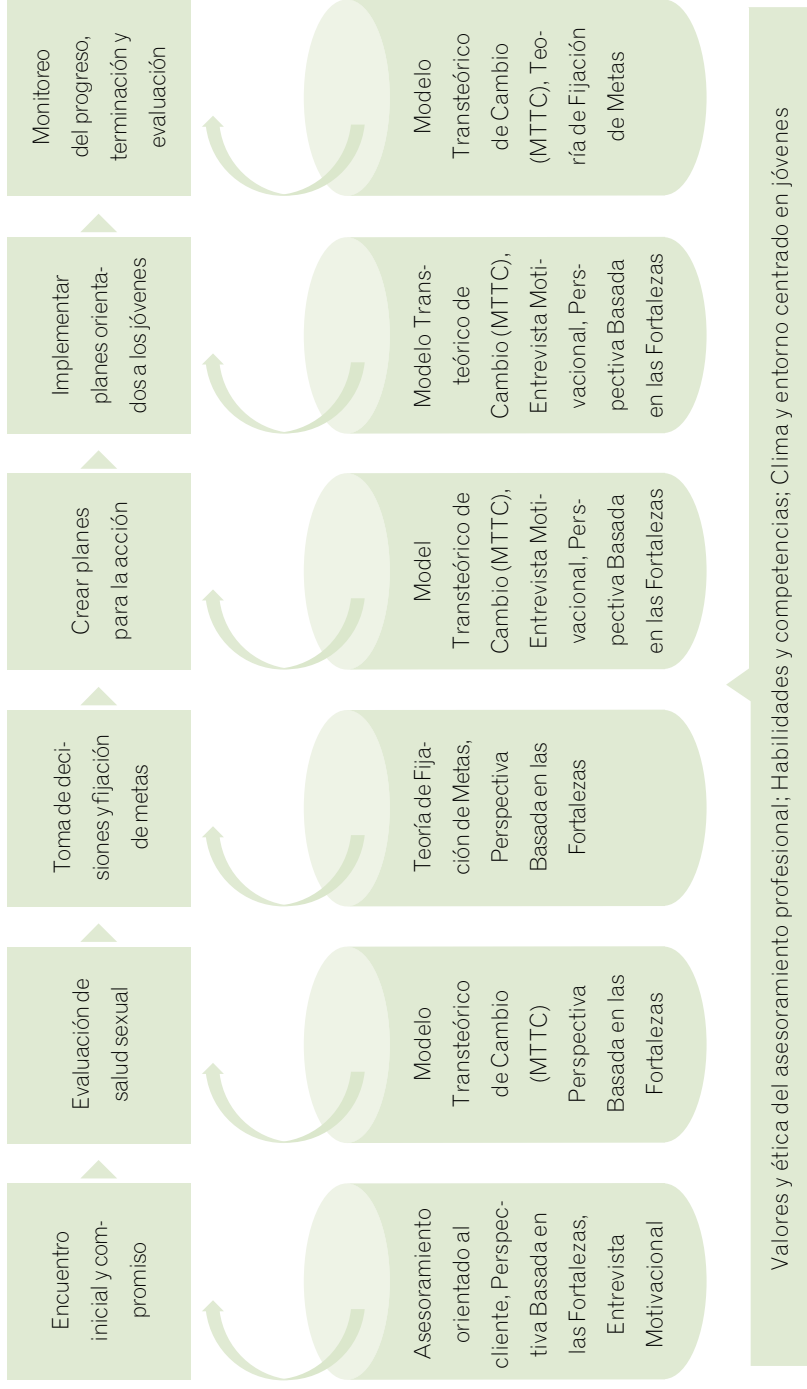 Encuentro
inicial y com-
promiso
Evaluación de
salud sexual
Toma de deci-
siones y fijación
de metas
Crear planes
para la acción
Implementar
planes orienta-
dos a los jóvenes
Monitoreo
del progreso,
terminación y
evaluación
Asesoramiento
orientado al
cliente, Perspec-
tiva Basada en
las Fortalezas,
Entrevista
Motivacional
Modelo
Transteórico
de Cambio
(MTTC)
Perspectiva
Basada en las
Fortalezas
Teoría de Fija-
ción de Metas,
Perspectiva
Basada en las
Fortalezas
Model
Transteórico de
Cambio (MTTC),
Entrevista Moti-
vacional, Pers-
pectiva Basada
en las Fortalezas
Modelo Trans-
teórico de
Cambio (MTTC),
Entrevista Moti-
vacional, Pers-
pectiva Basada
en las Fortalezas
Modelo
Transteórico
de Cambio
(MTTC), Teo-
ría de Fijación
de Metas
Valores y ética del asesoramiento profesional; Habilidades y competencias; Clima y entorno centrado en jóvenes